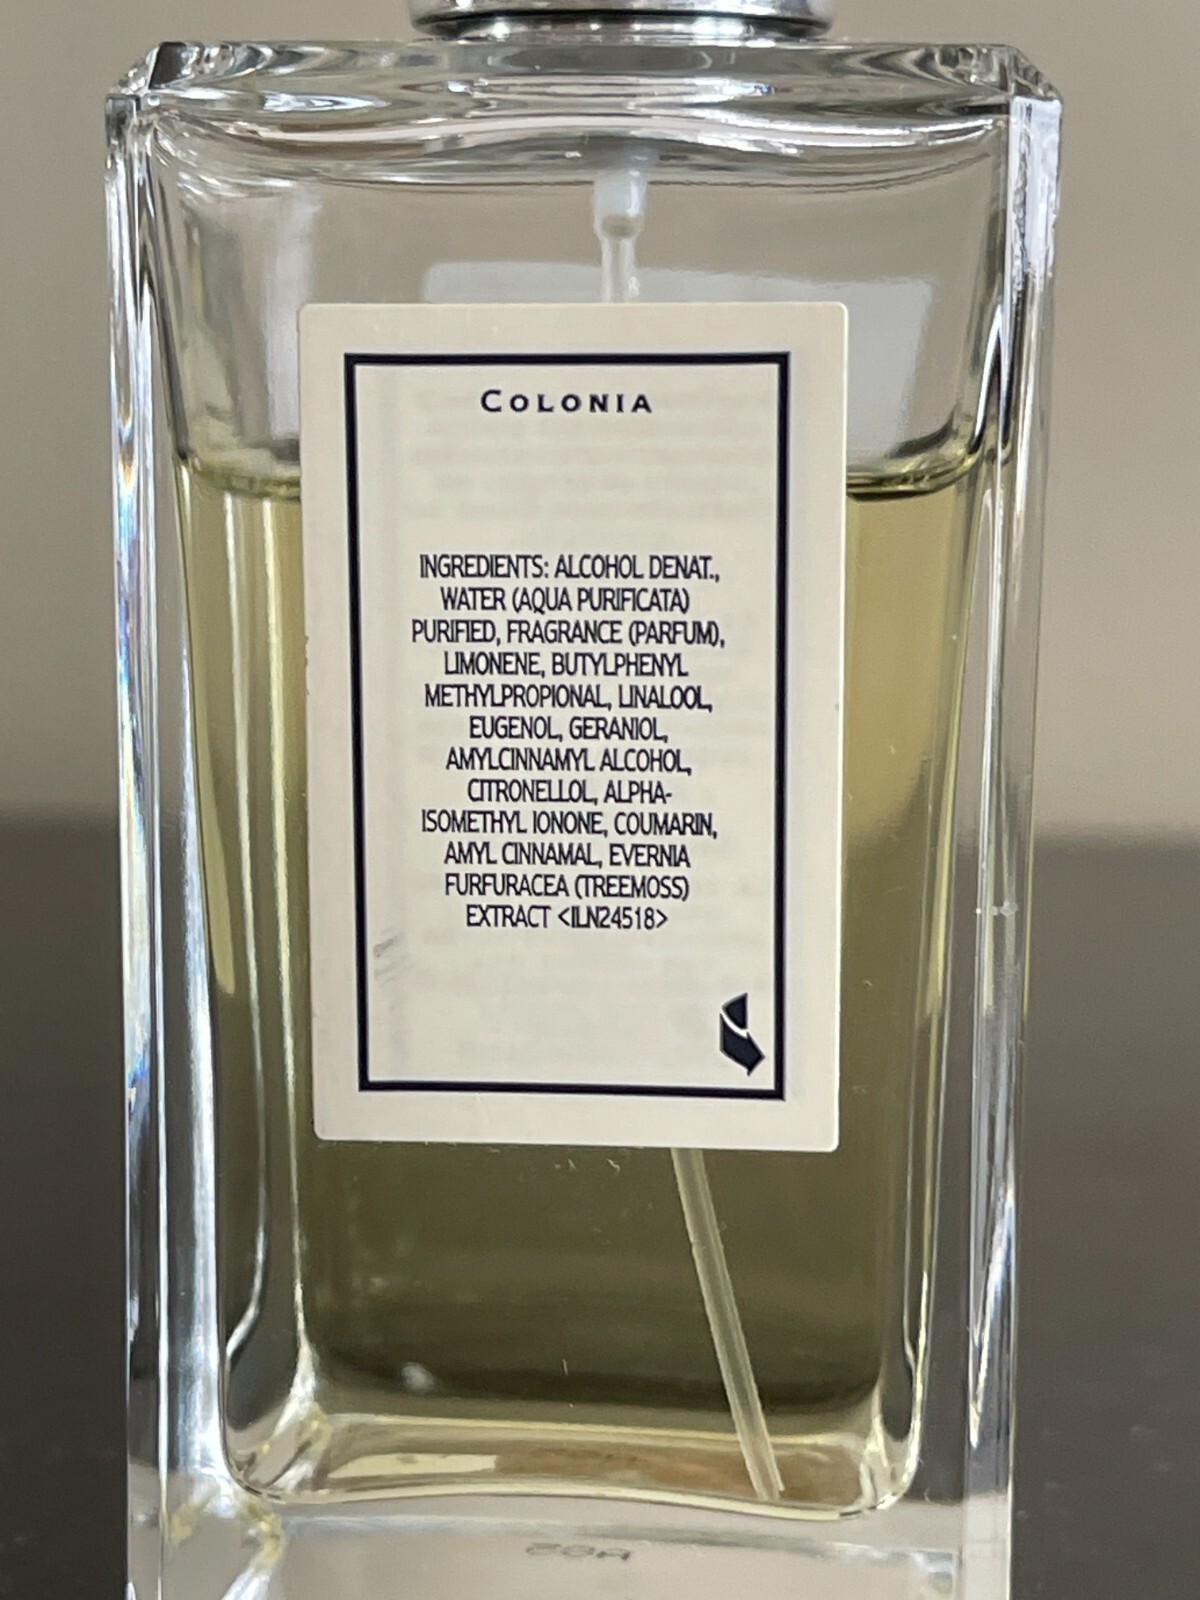 COLONIA
INGREDIENTS: ALCOHOL DENAT.,
WATER (AQUA PURIFICATA)
PURIFIED, FRAGRANCE (PARFUM),
LIMONENE, BUTYLPHENYL
METHYLPROPIONAL, LINALOOL,
EUGENOL, GERANIOL,
AMYLCINNAMYL ALCOHOL,
CITRONELLOL, ALPHA-
ISOMETHYL IONONE, COUMARIN,
AMYL CINNAMAL, EVERNIA
FURFURACEA (TREEMOSS)
EXTRACT <ILN24518>